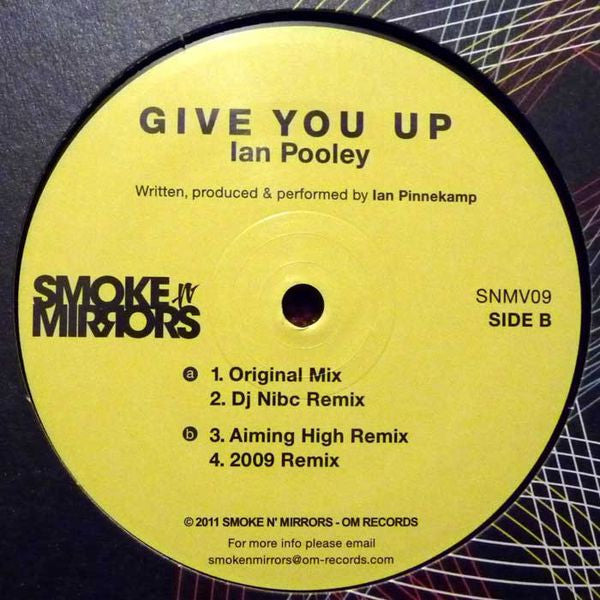 GIVE YOU UP
Ian Pooley
Written, produced & performed by Ian Pinnekamp
SMOKE N'
MIRRORS
SNMV09
SIDE B
a 1. Original Mix
2. Dj Nibc Remix
b 3. Aiming High Remix
4. 2009 Remix
© 2011 SMOKE N' MIRRORS - OM RECORDS
For more info please email
smokenmirrors@om-records.com